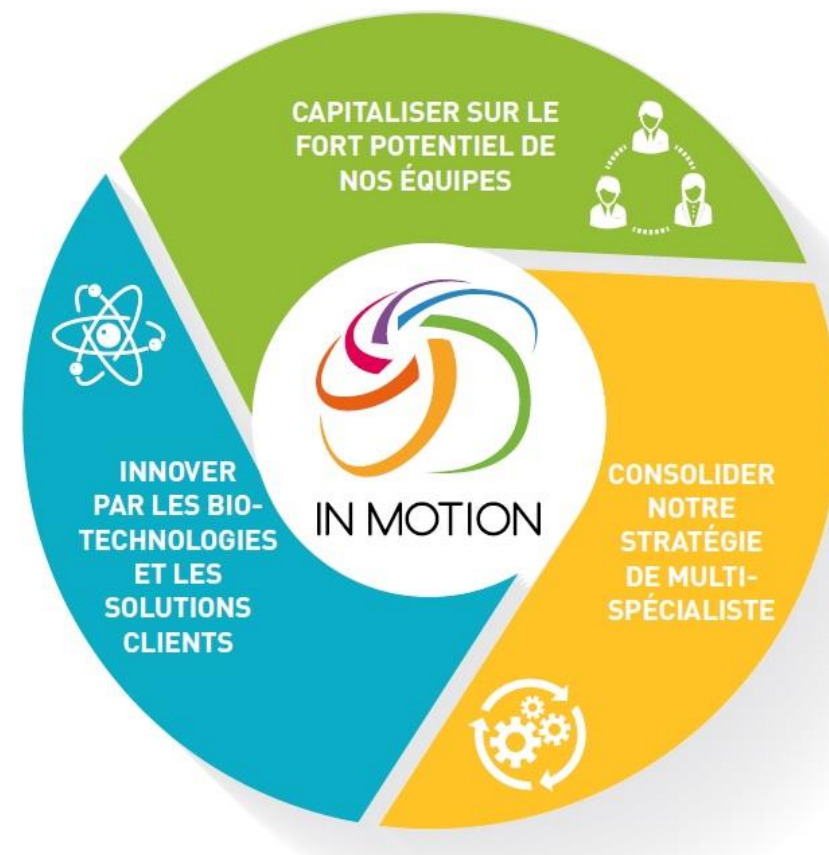 CAPITALISER SUR LE
FORT POTENTIEL DE
NOS ÉQUIPES
INNOVER
PAR LES BIO-
TECHNOLOGIES
ET LES
SOLUTIONS
CLIENTS
IN MOTION
CONSOLIDER
NOTRE
STRATÉGIE
DE MULTI-
SPÉCIALISTE